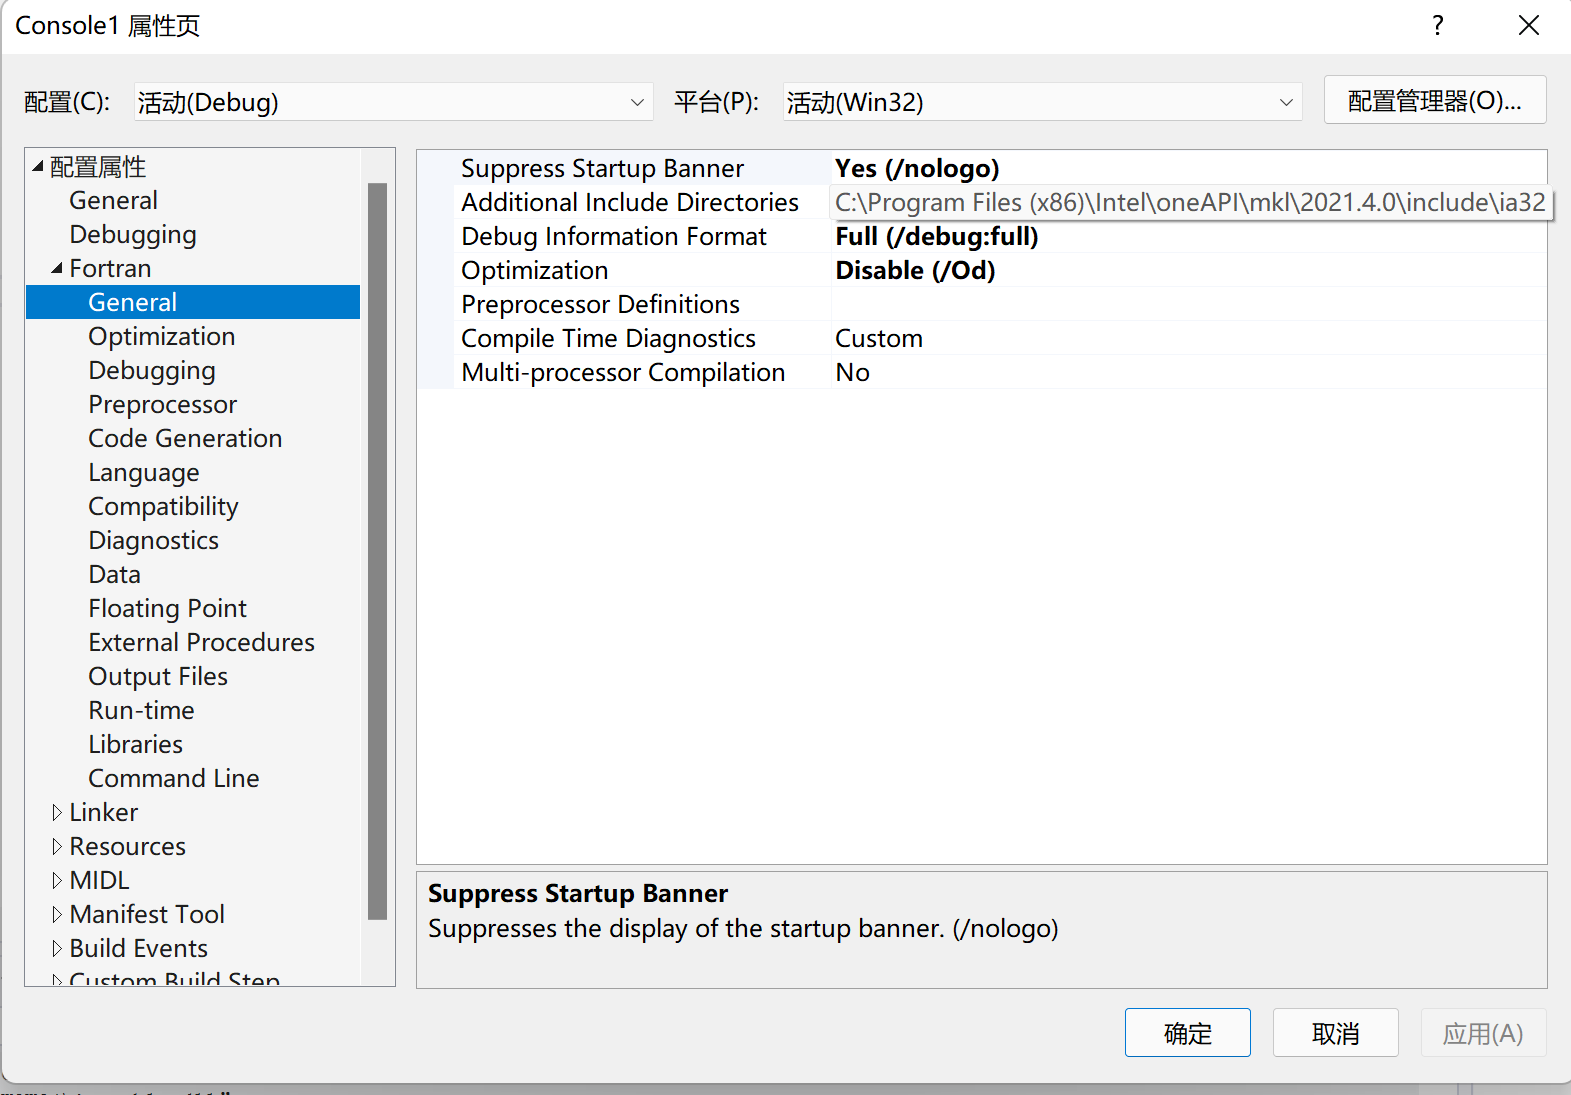 Console1 属性页
?
配置(C): 活动(Debug) 平台(P): 活动(Win32) 配置管理器(O)...
配置属性
General
Debugging
Fortran
General
Optimization
Debugging
Preprocessor
Code Generation
Language
Compatibility
Diagnostics
Data
Floating Point
External Procedures
Output Files
Run-time
Libraries
Command Line
Linker
Resources
MIDL
Manifest Tool
Build Events
Custom Build Step
Suppress Startup Banner Yes (/nologo)
Additional Include Directories C:\Program Files (x86)\Intel\oneAPI\mkl\2021.4.0\include\ia32
Debug Information Format Full (/debug:full)
Optimization Disable (/Od)
Preprocessor Definitions
Compile Time Diagnostics Custom
Multi-processor Compilation No
Suppress Startup Banner
Suppresses the display of the startup banner. (/nologo)
确定 取消 应用(A)